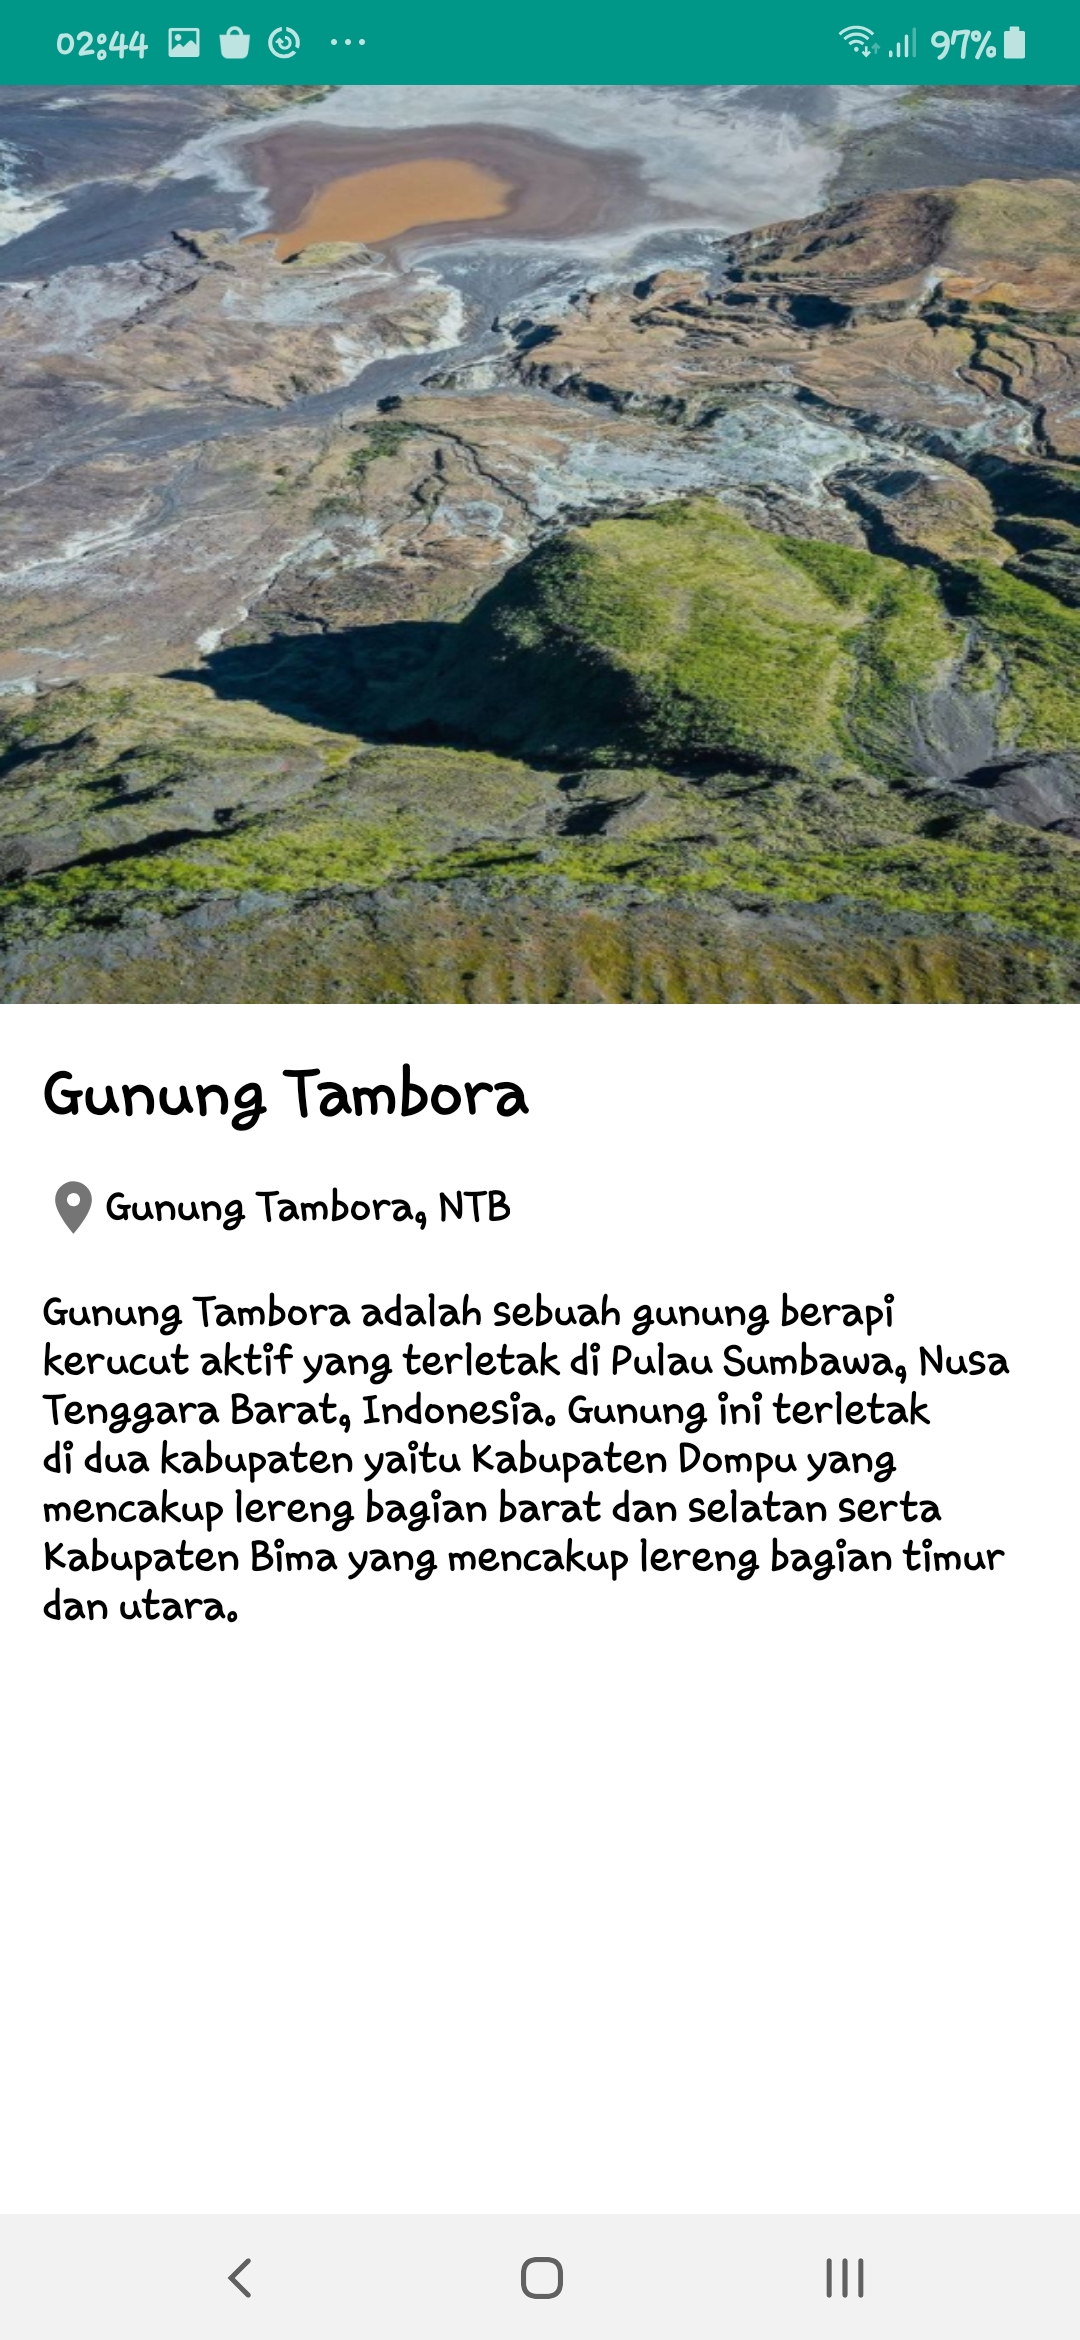 02:44
97%
Gunung Tambora
Gunung Tambora, NTB
Gunung Tambora adalah sebuah gunung berapi
kerucut aktif yang terletak di Pulau Sumbawa, Nusa
Tenggara Barat, Indonesia. Gunung ini terletak
di dua kabupaten yaitu Kabupaten Dompu yang
mencakup lereng bagian barat dan selatan serta
Kabupaten Bima yang mencakup lereng bagian timur
dan utara.